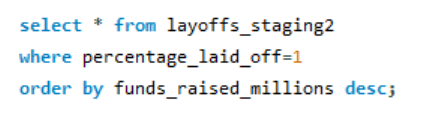 select * from layoffs_staging2
where percentage_laid_off=1
order by funds_raised_millions desc;